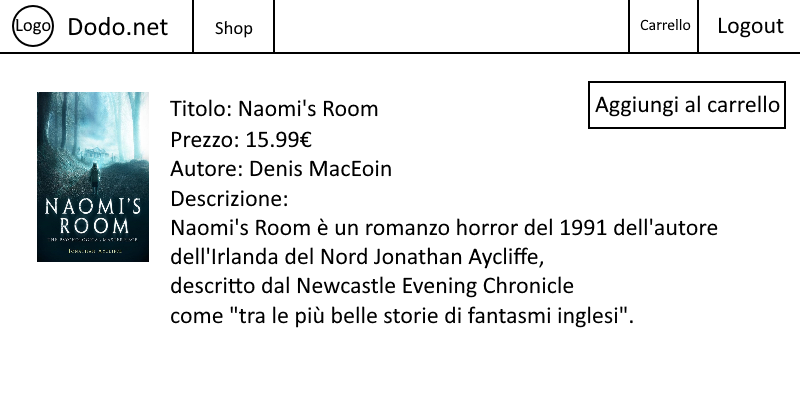 Logo
Dodo.net
Shop
Carrello
Logout
Aggiungi al carrello
Titolo: Naomi's Room
Prezzo: 15.99€
Autore: Denis MacEoin
Descrizione:
Naomi's Room è un romanzo horror del 1991 dell'autore
dell'Irlanda del Nord Jonathan Aycliffe,
descritto dal Newcastle Evening Chronicle
come "tra le più belle storie di fantasmi inglesi".
NAOMI'S
ROOM
JONATHAN AYCLIFFE